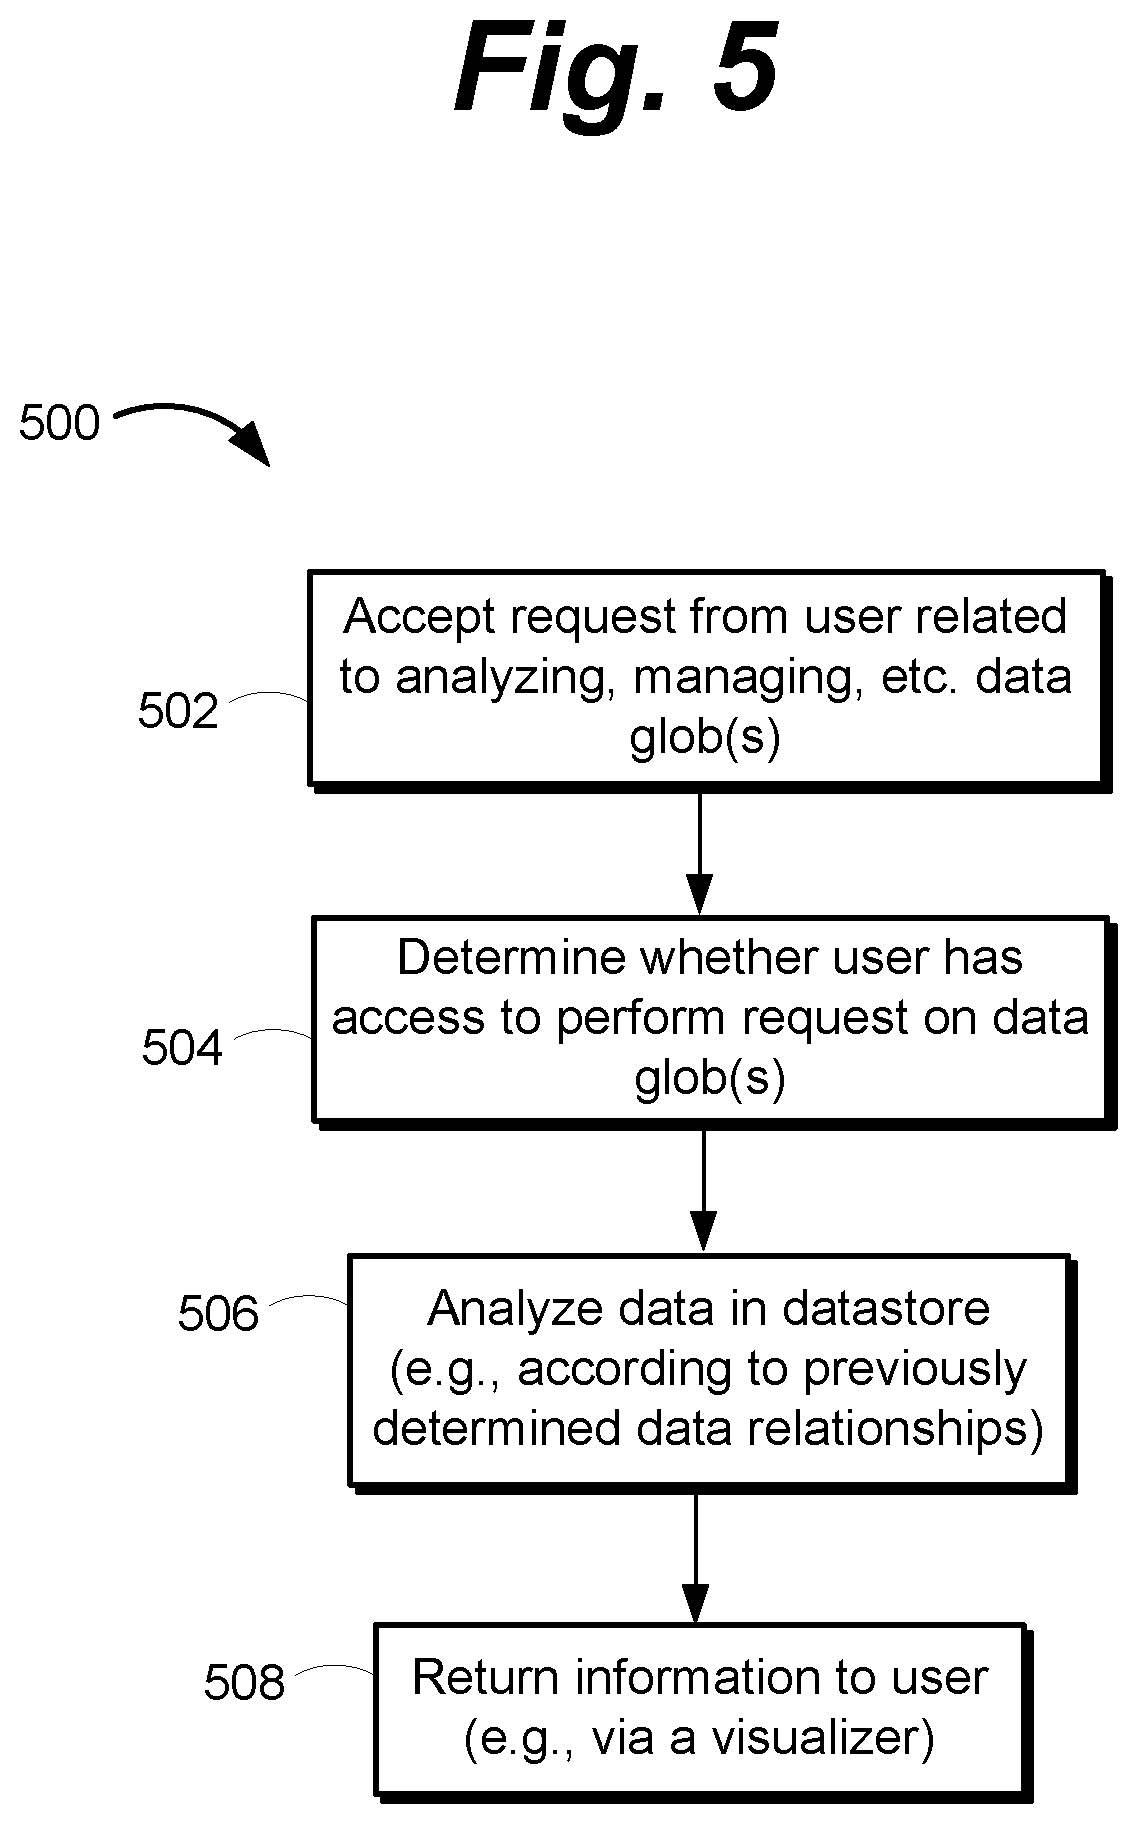 Fig. 5
500
Accept request from user related
to analyzing, managing, etc. data
glob(s)
502
Determine whether user has
access to perform request on data
glob(s)
504
Analyze data in datastore
(e.g., according to previously
determined data relationships)
506
Return information to user
(e.g., via a visualizer)
508